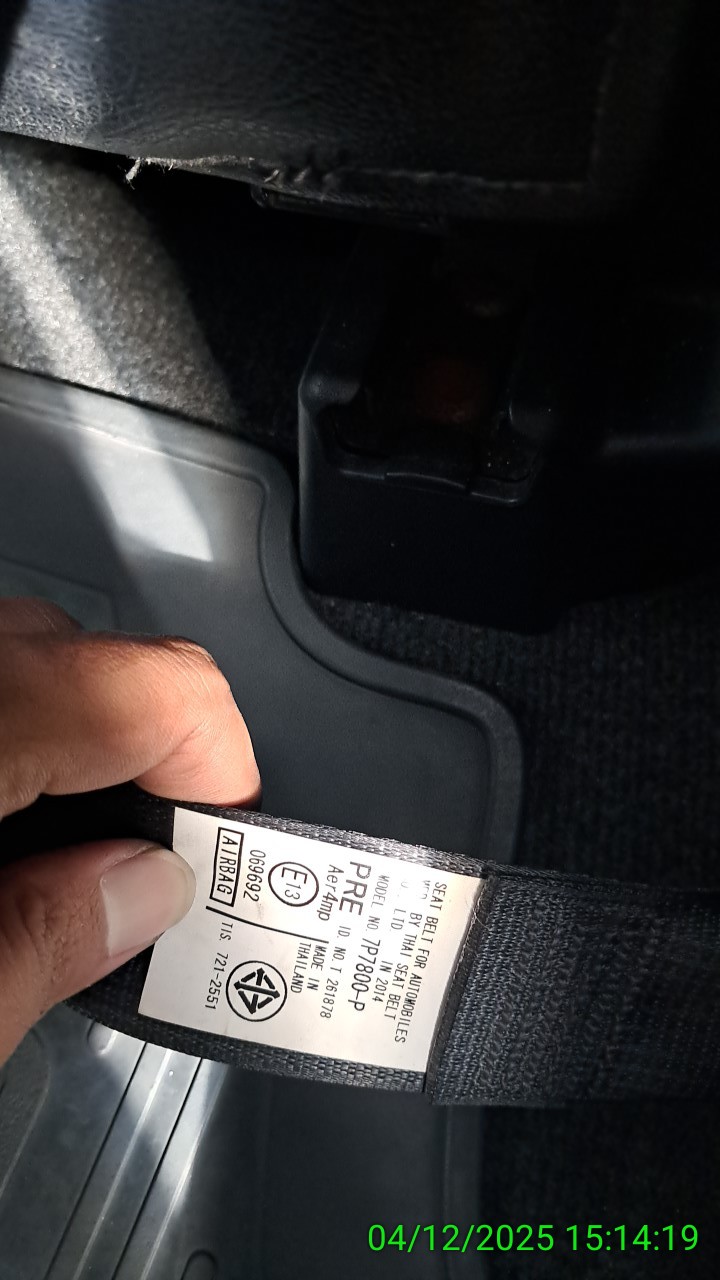 SEAT BELT FOR AUTOMOBILES
BY THAI SEAT BELT
LTD. IN 2014
MODEL NO. 7P7800-P
PRE ID. NO. T 261878
Aer4mp
MADE IN
THAILAND
E13
069692
AIRBAG
TIS. 721-2551
04/12/2025 15:14:19